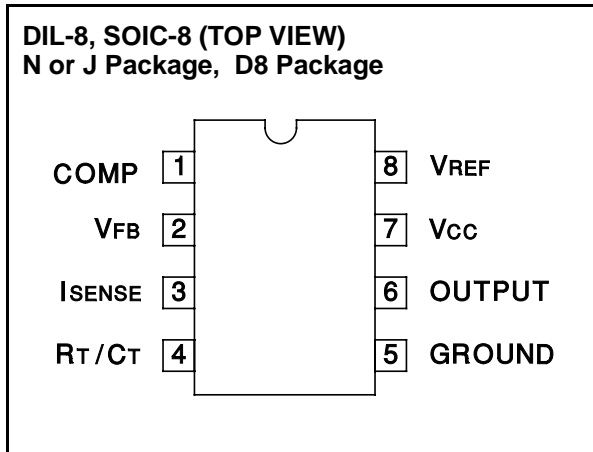 DIL-8, SOIC-8 (TOP VIEW)
N or J Package, D8 Package
COMP 1 8 VREF
VFB 2 7 VCC
ISENSE 3 6 OUTPUT
RT/CT 4 5 GROUND